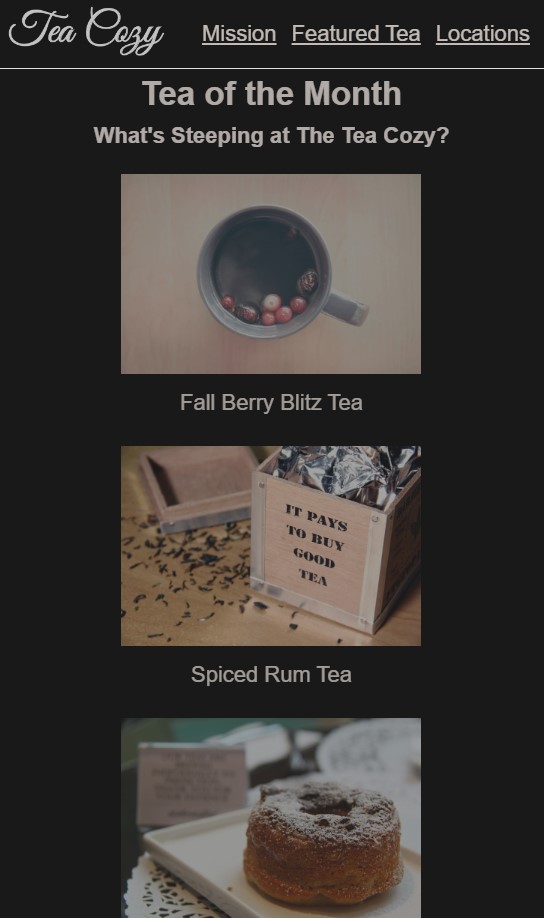 Tea Cozy
Mission Featured Tea Locations
Tea of the Month
What's Steeping at The Tea Cozy?
Fall Berry Blitz Tea
IT PAYS
TO BUY
GOOD
TEA
Spiced Rum Tea